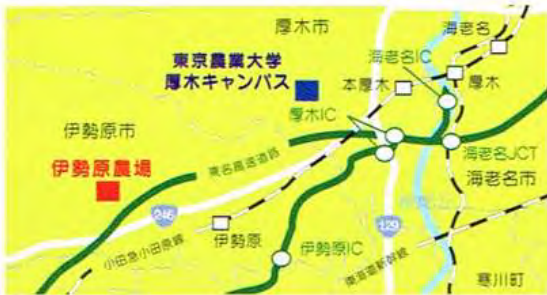 厚木市
海老名
海老名IC
東京農業大学
厚木キャンパス
本厚木
厚木
厚木IC
伊勢原市
東名高速道路
海老名JCT
伊勢原農場
海老名市
246
129
伊勢原
小田急小田原線
伊勢原IC
東海道新幹線
寒川町